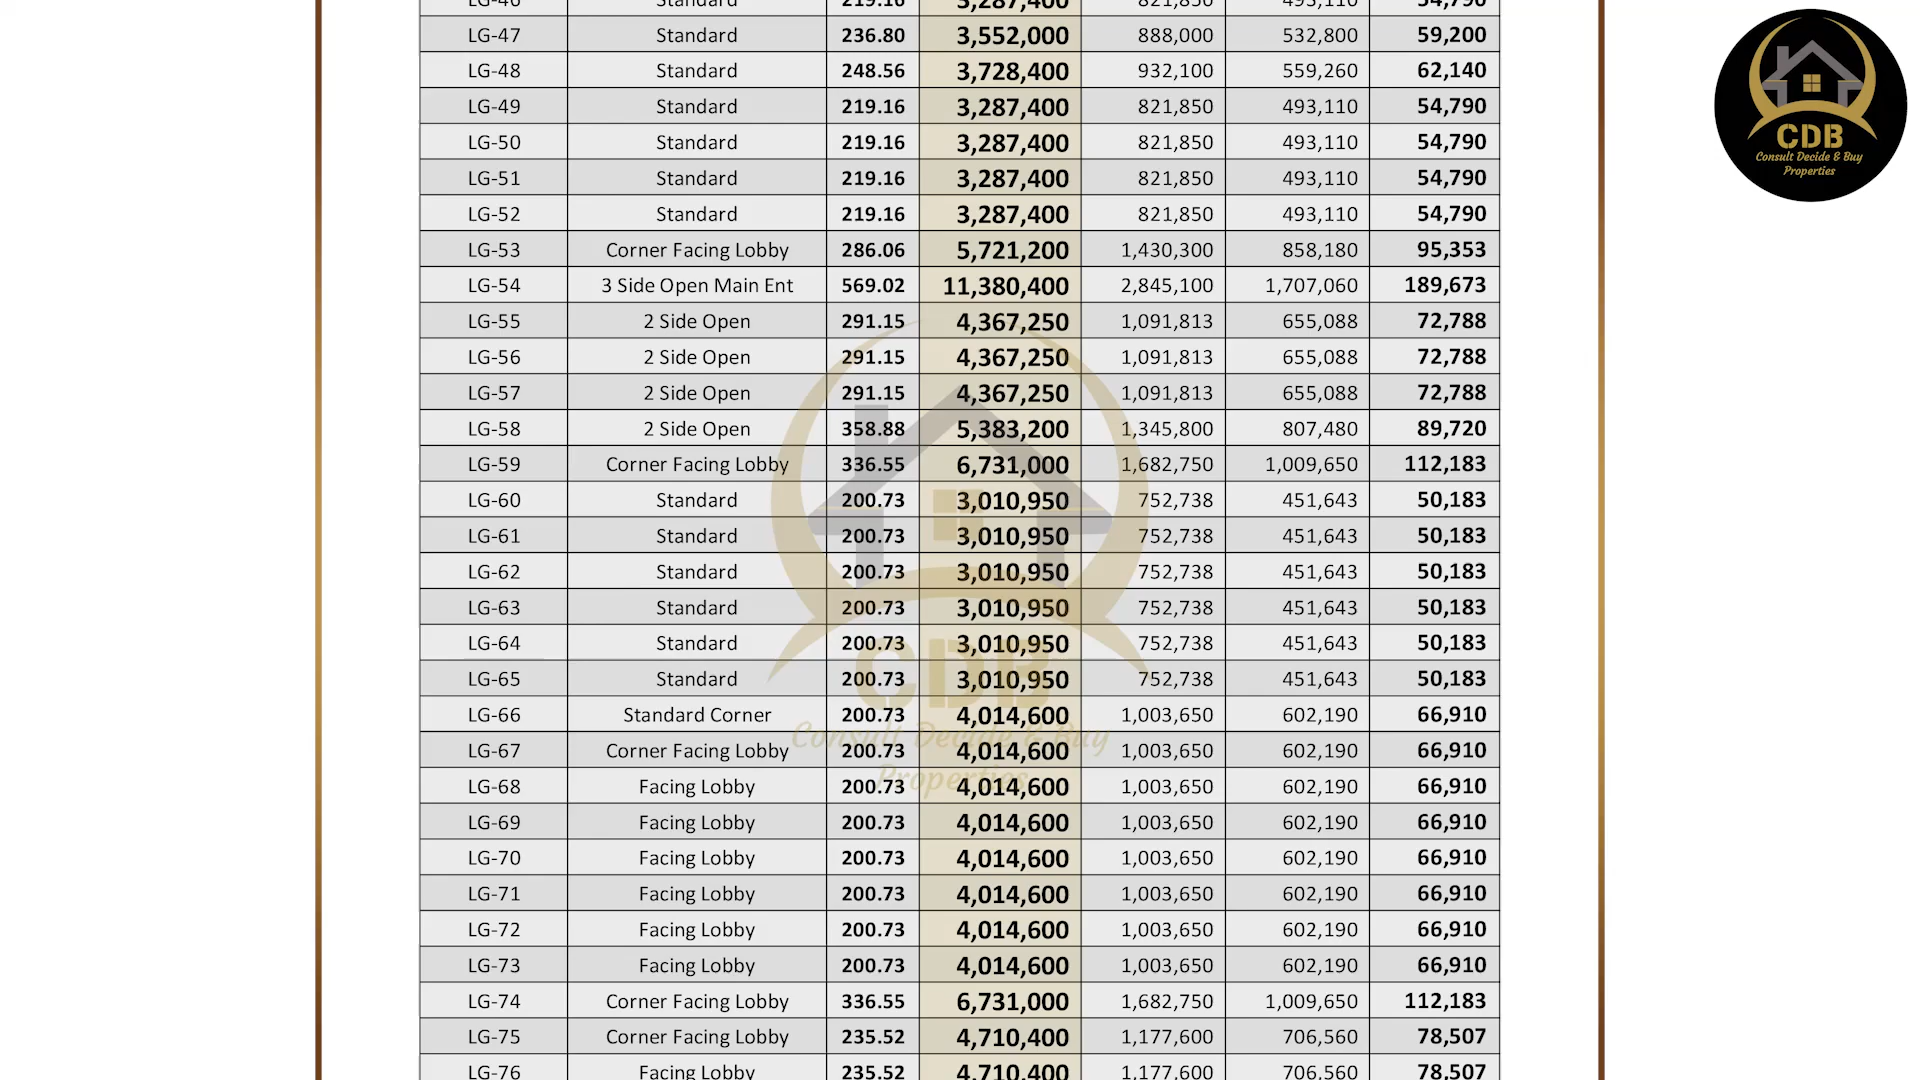 LG-46 Standard 219.16 3,287,400 821,850 493,110 54,790
LG-47 Standard 236.80 3,552,000 888,000 532,800 59,200
LG-48 Standard 248.56 3,728,400 932,100 559,260 62,140
LG-49 Standard 219.16 3,287,400 821,850 493,110 54,790
LG-50 Standard 219.16 3,287,400 821,850 493,110 54,790
LG-51 Standard 219.16 3,287,400 821,850 493,110 54,790
LG-52 Standard 219.16 3,287,400 821,850 493,110 54,790
LG-53 Corner Facing Lobby 286.06 5,721,200 1,430,300 858,180 95,353
LG-54 3 Side Open Main Ent 569.02 11,380,400 2,845,100 1,707,060 189,673
LG-55 2 Side Open 291.15 4,367,250 1,091,813 655,088 72,788
LG-56 2 Side Open 291.15 4,367,250 1,091,813 655,088 72,788
LG-57 2 Side Open 291.15 4,367,250 1,091,813 655,088 72,788
LG-58 2 Side Open 358.88 5,383,200 1,345,800 807,480 89,720
LG-59 Corner Facing Lobby 336.55 6,731,000 1,682,750 1,009,650 112,183
LG-60 Standard 200.73 3,010,950 752,738 451,643 50,183
LG-61 Standard 200.73 3,010,950 752,738 451,643 50,183
LG-62 Standard 200.73 3,010,950 752,738 451,643 50,183
LG-63 Standard 200.73 3,010,950 752,738 451,643 50,183
LG-64 Standard 200.73 3,010,950 752,738 451,643 50,183
LG-65 Standard 200.73 3,010,950 752,738 451,643 50,183
LG-66 Standard Corner 200.73 4,014,600 1,003,650 602,190 66,910
LG-67 Corner Facing Lobby 200.73 4,014,600 1,003,650 602,190 66,910
LG-68 Facing Lobby 200.73 4,014,600 1,003,650 602,190 66,910
LG-69 Facing Lobby 200.73 4,014,600 1,003,650 602,190 66,910
LG-70 Facing Lobby 200.73 4,014,600 1,003,650 602,190 66,910
LG-71 Facing Lobby 200.73 4,014,600 1,003,650 602,190 66,910
LG-72 Facing Lobby 200.73 4,014,600 1,003,650 602,190 66,910
LG-73 Facing Lobby 200.73 4,014,600 1,003,650 602,190 66,910
LG-74 Corner Facing Lobby 336.55 6,731,000 1,682,750 1,009,650 112,183
LG-75 Corner Facing Lobby 235.52 4,710,400 1,177,600 706,560 78,507
LG-76 Facing Lobby 235.52 4,710,400 1,177,600 706,560 78,507
CDB
Consult Decide & Buy
Properties
CDB
Consult Decide & Buy
Properties